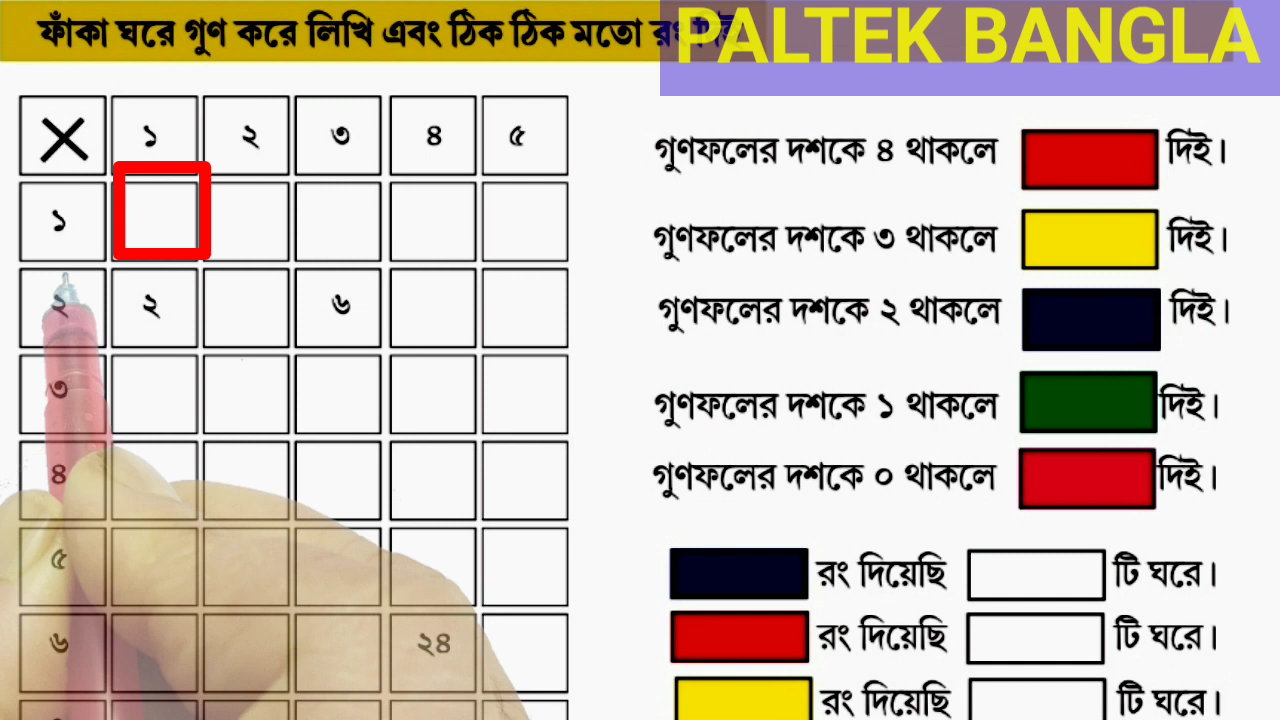 ফাঁকা ঘরে গুণ করে লিখি এবং ঠিক ঠিক মতো রং দিই
PALTEK BANGLA
× ১ ২ ৩ ৪ ৫
১
২ ২ ৬
৩
৪
৫
৬ ২৪
গুণফলের দশকে ৪ থাকলে দিই।
গুণফলের দশকে ৩ থাকলে দিই।
গুণফলের দশকে ২ থাকলে দিই।
গুণফলের দশকে ১ থাকলে দিই।
গুণফলের দশকে ০ থাকলে দিই।
রং দিয়েছি টি ঘরে।
রং দিয়েছি টি ঘরে।
রং দিয়েছি টি ঘরে।